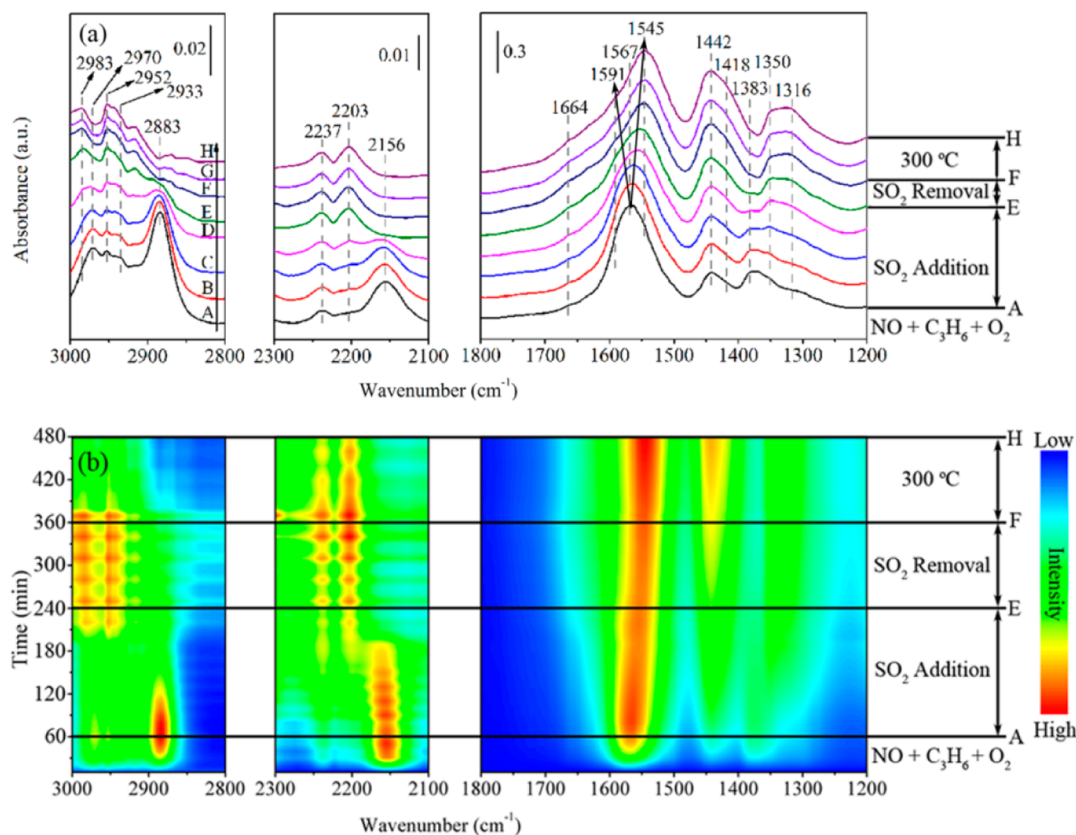 (a)
2983
2970
2952
2933
2883
0.02
H
G
F
E
D
C
B
A
2237
2203
2156
0.01
0.3
1664
1591
1567
1545
1442
1418
1383
1350
1316
Absorbance (a.u.)
3000 2900 2800
2300 2200 2100
1800 1700 1600 1500 1400 1300 1200
Wavenumber (cm-1)
H
300 ºC
F
SO2 Removal
E
SO2 Addition
A
NO + C3H6 + O2
(b)
Time (min)
480
420
360
300
240
180
120
60
3000 2900 2800
2300 2200 2100
1800 1700 1600 1500 1400 1300 1200
Wavenumber (cm-1)
H
300 ºC
F
SO2 Removal
E
SO2 Addition
A
NO + C3H6 + O2
Low
Intensity
High